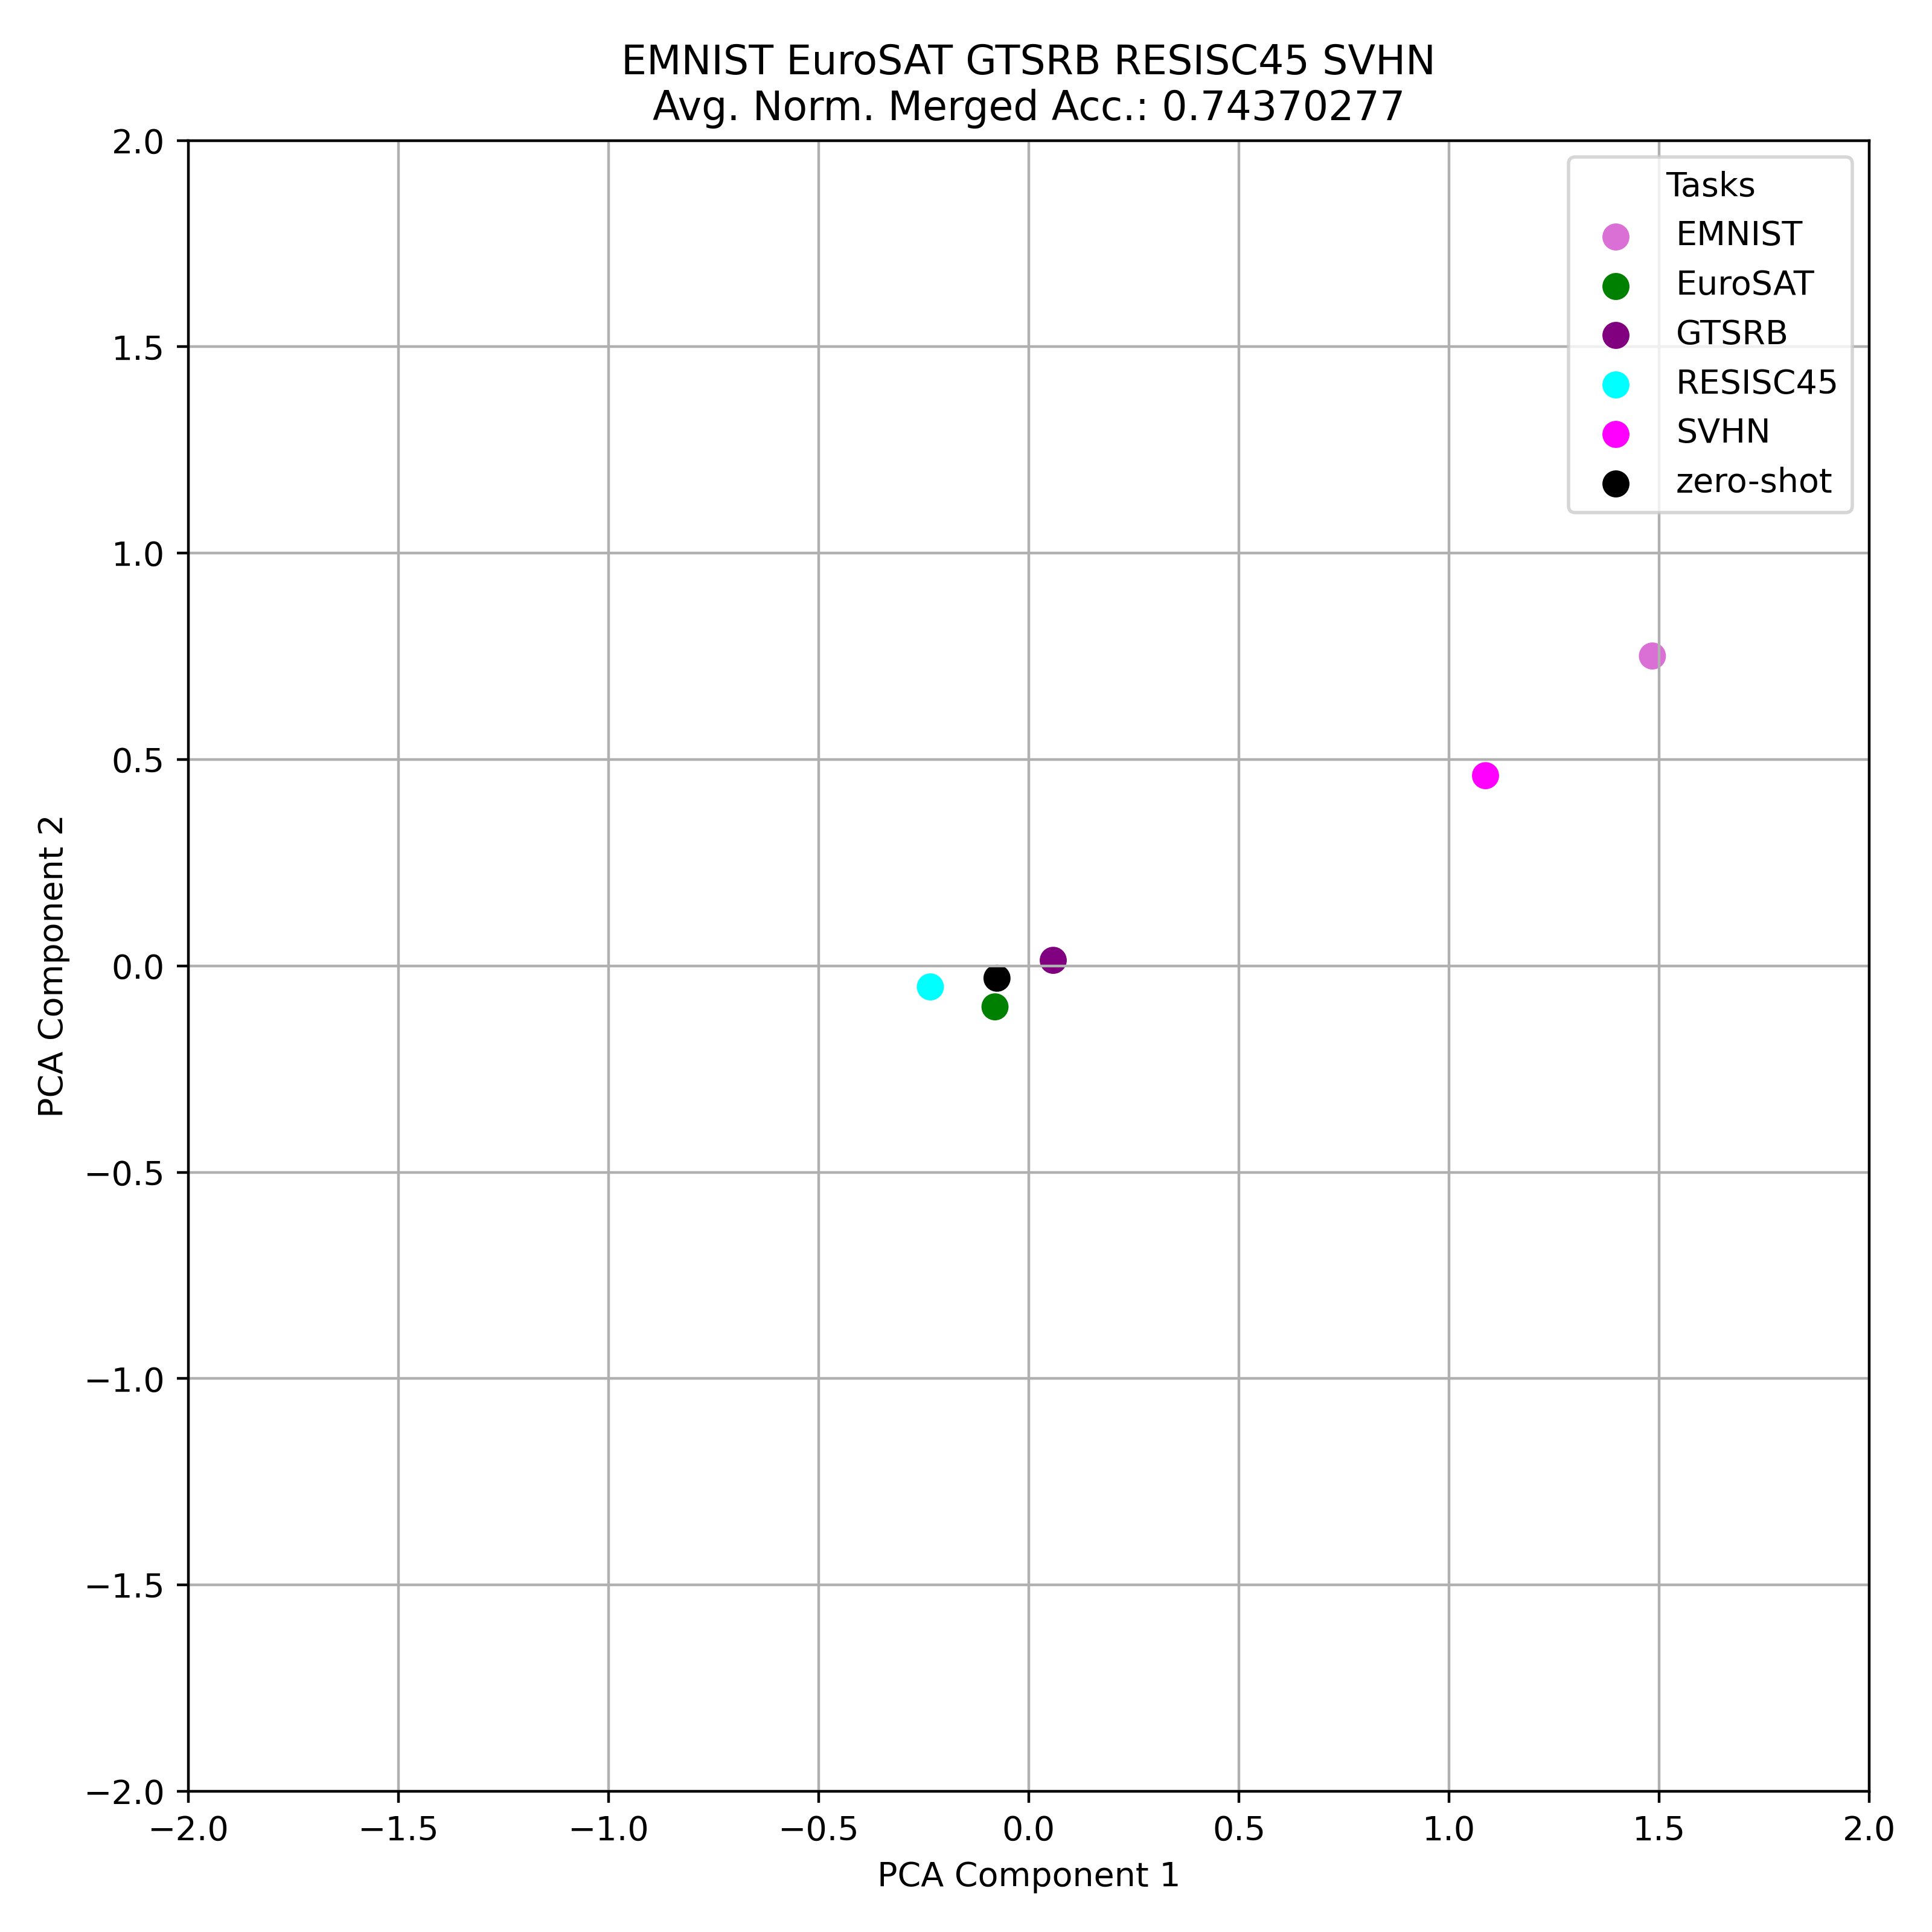 EMNIST EuroSAT GTSRB RESISC45 SVHN
Avg. Norm. Merged Acc.: 0.74370277
Tasks
EMNIST
EuroSAT
GTSRB
RESISC45
SVHN
zero-shot
2.0
1.5
1.0
0.5
0.0
−0.5
−1.0
−1.5
−2.0
PCA Component 2
−2.0 −1.5 −1.0 −0.5 0.0 0.5 1.0 1.5 2.0
PCA Component 1